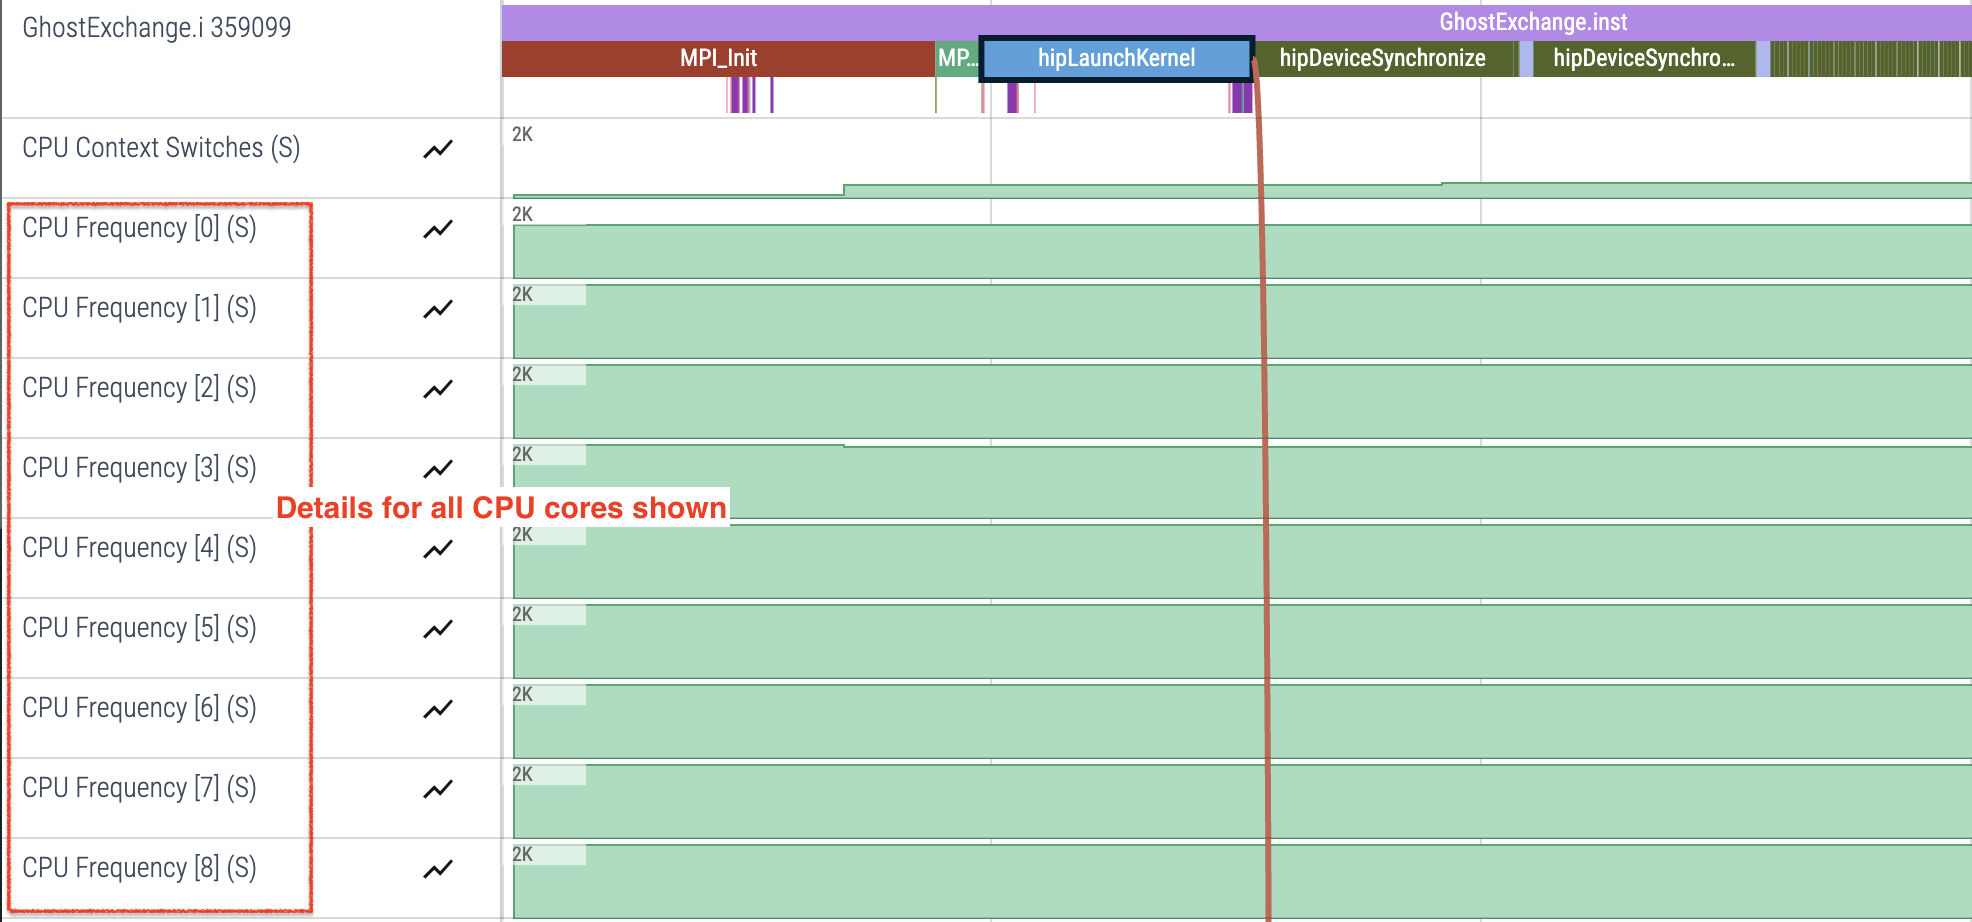 GhostExchange.i 359099
GhostExchange.inst
MPI_Init
MP...
hipLaunchKernel
hipDeviceSynchronize
hipDeviceSynchro...
CPU Context Switches (S)
2K
CPU Frequency [0] (S)
2K
CPU Frequency [1] (S)
2K
CPU Frequency [2] (S)
2K
CPU Frequency [3] (S)
2K
Details for all CPU cores shown
CPU Frequency [4] (S)
2K
CPU Frequency [5] (S)
2K
CPU Frequency [6] (S)
2K
CPU Frequency [7] (S)
2K
CPU Frequency [8] (S)
2K